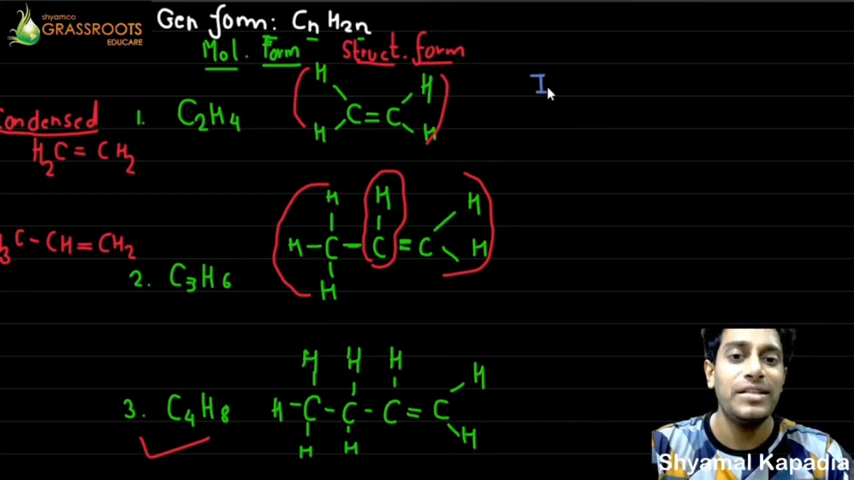 shyamco
GRASSROOTS
EDUCARE
Gen form: CnH2n
Mol. Form Struct. form
Condensed
1. C2H4
H H
C=C
H H
H2C = CH2
I
H H H
H-C-C=C
H H
3C-CH=CH2
2. C3H6
H H H H
3. C4H8 H-C-C-C=C
H H H
Shyamal Kapadia